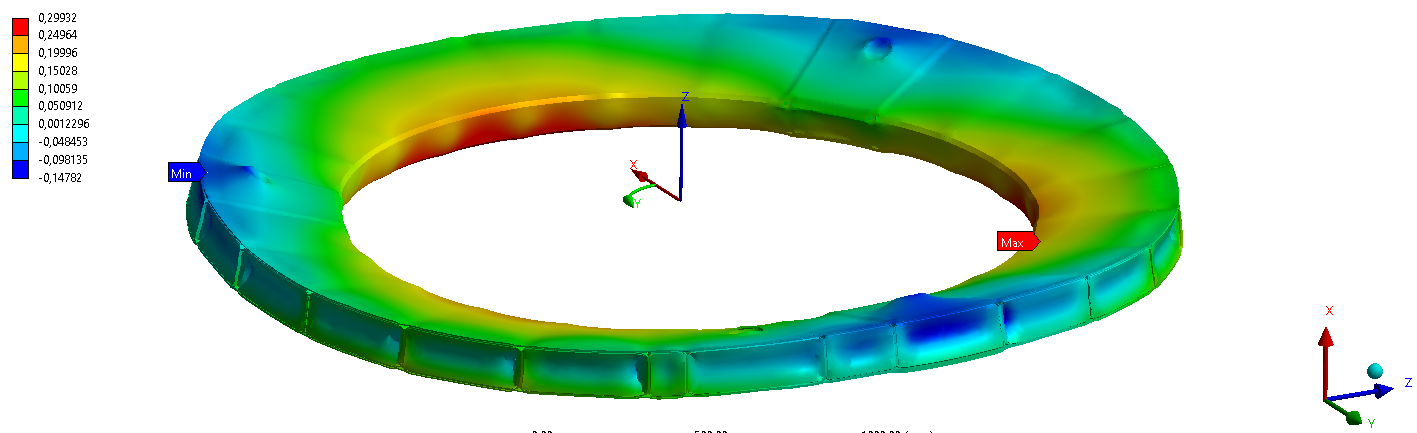 0,29932
0,24964
0,19996
0,15028
0,10059
0,050912
0,0012296
-0,048453
-0,098135
-0,14782
Z
X
Y
Min
Max
X
Z
Y